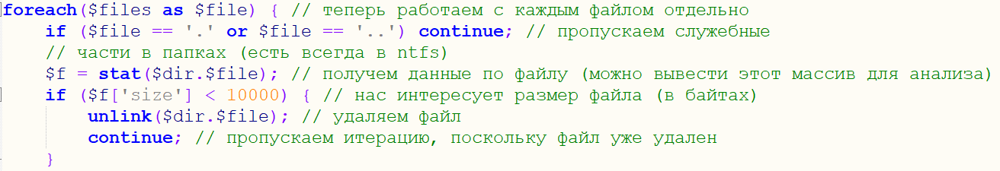 foreach($files as $file) { // теперь работаем с каждым файлом отдельно
if ($file == '.' or $file == '..') continue; // пропускаем служебные
// части в папках (есть всегда в ntfs)
$f = stat($dir.$file); // получем данные по файлу (можно вывести этот массив для анализа)
if ($f['size'] < 10000) { // нас интересует размер файла (в байтах)
unlink($dir.$file); // удаляем файл
continue; // пропускаем итерацию, поскольку файл уже удален
}